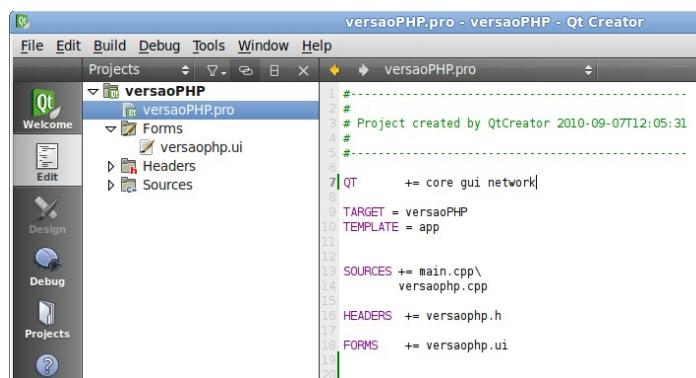 versaoPHP.pro - versaoPHP - Qt Creator
File Edit Build Debug Tools Window Help
Projects
versaoPHP.pro
Qt
Welcome
Edit
Design
Debug
Projects
versaoPHP
versaoPHP.pro
Forms
versaophp.ui
Headers
Sources
1 #-------------------------------------------------
2 #
3 # Project created by QtCreator 2010-09-07T12:05:31
4 #
5 #-------------------------------------------------
6
7 QT       += core gui network
8
9 TARGET = versaoPHP
10 TEMPLATE = app
11
12
13 SOURCES += main.cpp\
14         versaophp.cpp
15
16 HEADERS  += versaophp.h
17
18 FORMS    += versaophp.ui
19
20